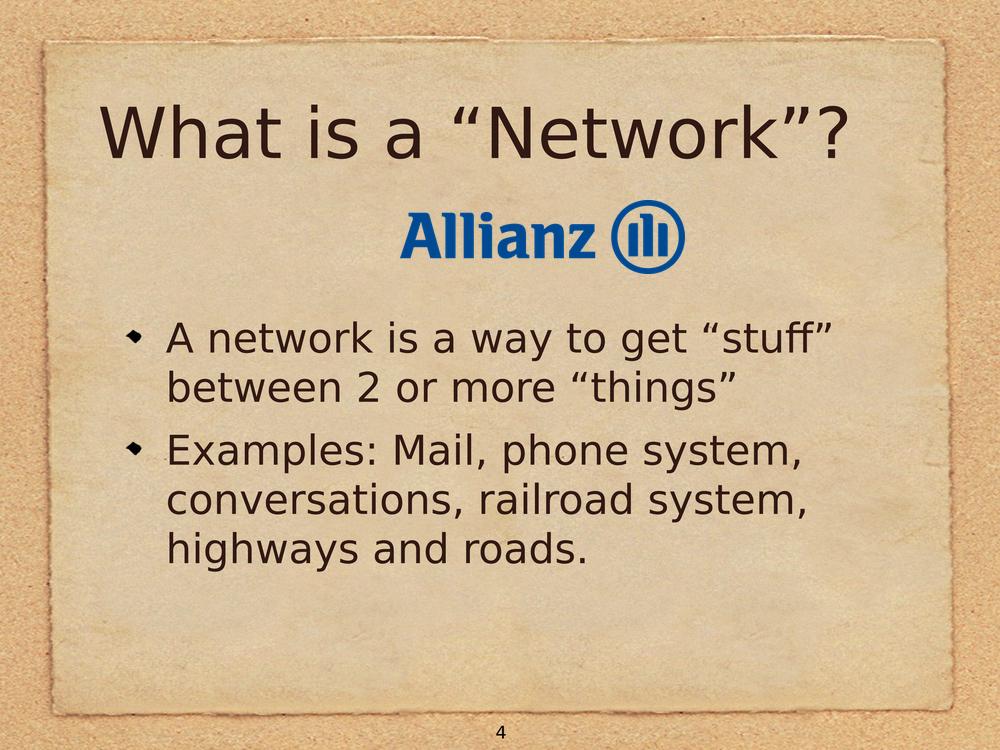 What is a “Network”?
Allianz
A network is a way to get “stuff”
between 2 or more “things”
Examples: Mail, phone system,
conversations, railroad system,
highways and roads.
4